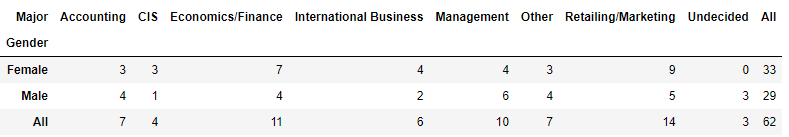 Major Accounting CIS Economics/Finance International Business Management Other Retailing/Marketing Undecided All
Gender
Female 3 3 7 4 4 3 9 0 33
Male 4 1 4 2 6 4 5 3 29
All 7 4 11 6 10 7 14 3 62